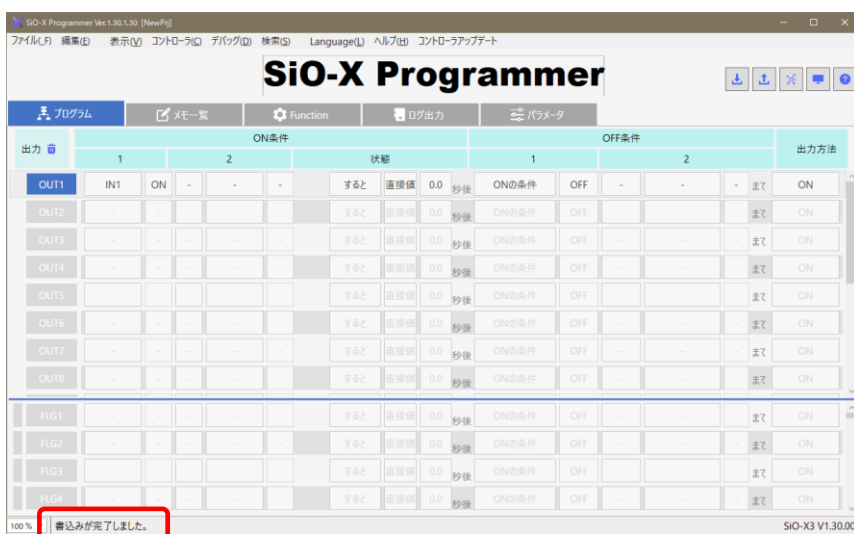 SiO-X Programmer Ver.1.30.1.30 [NewPrj]
ファイル(F) 編集(E) 表示(V) コントローラ(C) デバッグ(D) 検索(S) Language(L) ヘルプ(H) コントローラアップデート
SiO-X Programmer
プログラム メモ一覧 Function ログ出力 パラメータ
出力 ON条件 OFF条件 出力方法
1 2 状態 1 2
OUT1 IN1 ON - - - すると 直接値 0.0 秒後 ONの条件 OFF - - - まで ON
OUT2 - - - - - すると 直接値 0.0 秒後 ONの条件 OFF - - - まで ON
OUT3 - - - - - すると 直接値 0.0 秒後 ONの条件 OFF - - - まで ON
OUT4 - - - - - すると 直接値 0.0 秒後 ONの条件 OFF - - - まで ON
OUT5 - - - - - すると 直接値 0.0 秒後 ONの条件 OFF - - - まで ON
OUT6 - - - - - すると 直接値 0.0 秒後 ONの条件 OFF - - - まで ON
OUT7 - - - - - すると 直接値 0.0 秒後 ONの条件 OFF - - - まで ON
OUT8 - - - - - すると 直接値 0.0 秒後 ONの条件 OFF - - - まで ON
FLG1 - - - - - すると 直接値 0.0 秒後 ONの条件 OFF - - - まで ON
FLG2 - - - - - すると 直接値 0.0 秒後 ONの条件 OFF - - - まで ON
FLG3 - - - - - すると 直接値 0.0 秒後 ONの条件 OFF - - - まで ON
FLG4 - - - - - すると 直接値 0.0 秒後 ONの条件 OFF - - - まで ON
100 % 書込みが完了しました。 SiO-X3 V1.30.00